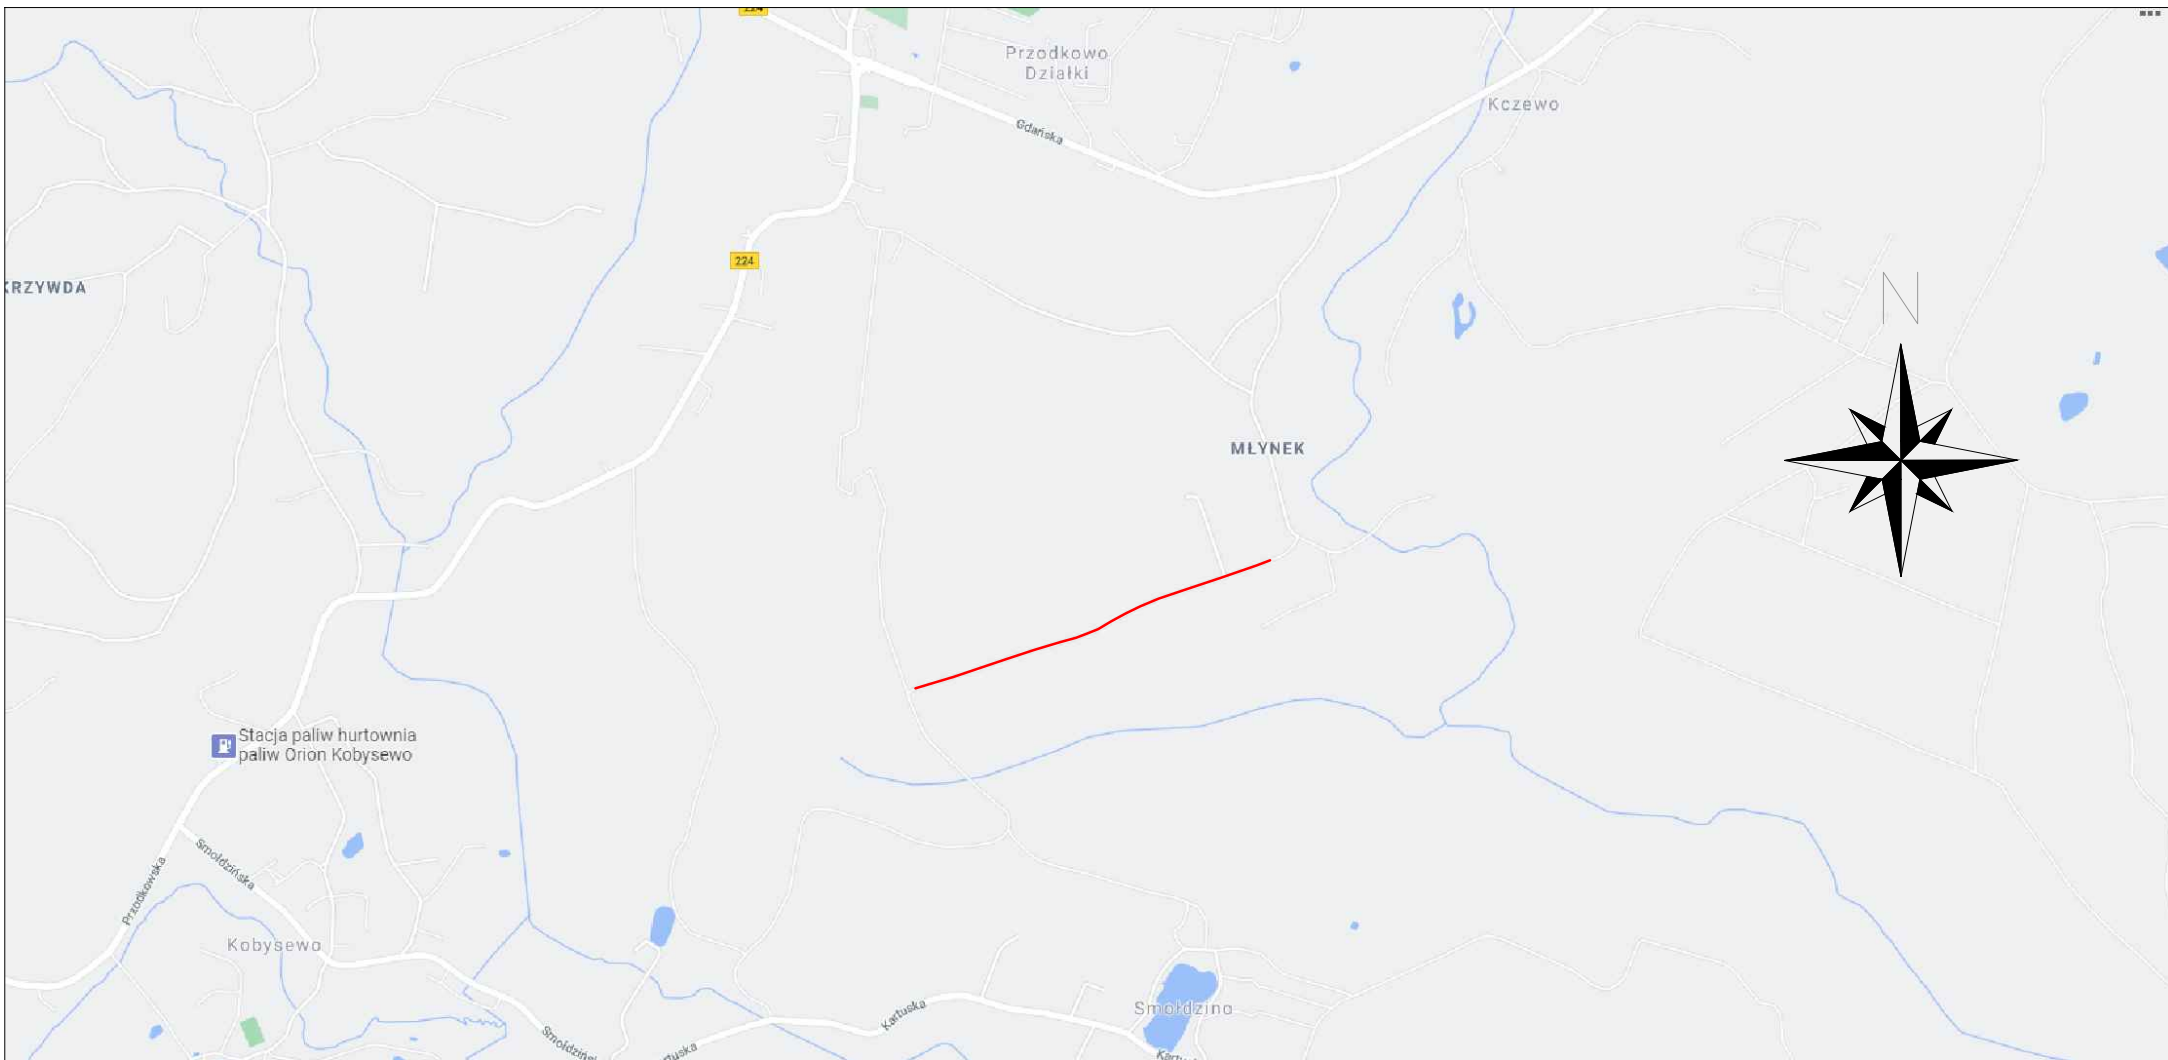 224
Przodkowo
Działki
Kczewo
Gdańska
224
KRZYWDA
N
MŁYNEK
Stacja paliw hurtownia
paliw Orion Kobysewo
Smołdzińska
Przodkowska
Kobysewo
Kartuska
Smołdzino